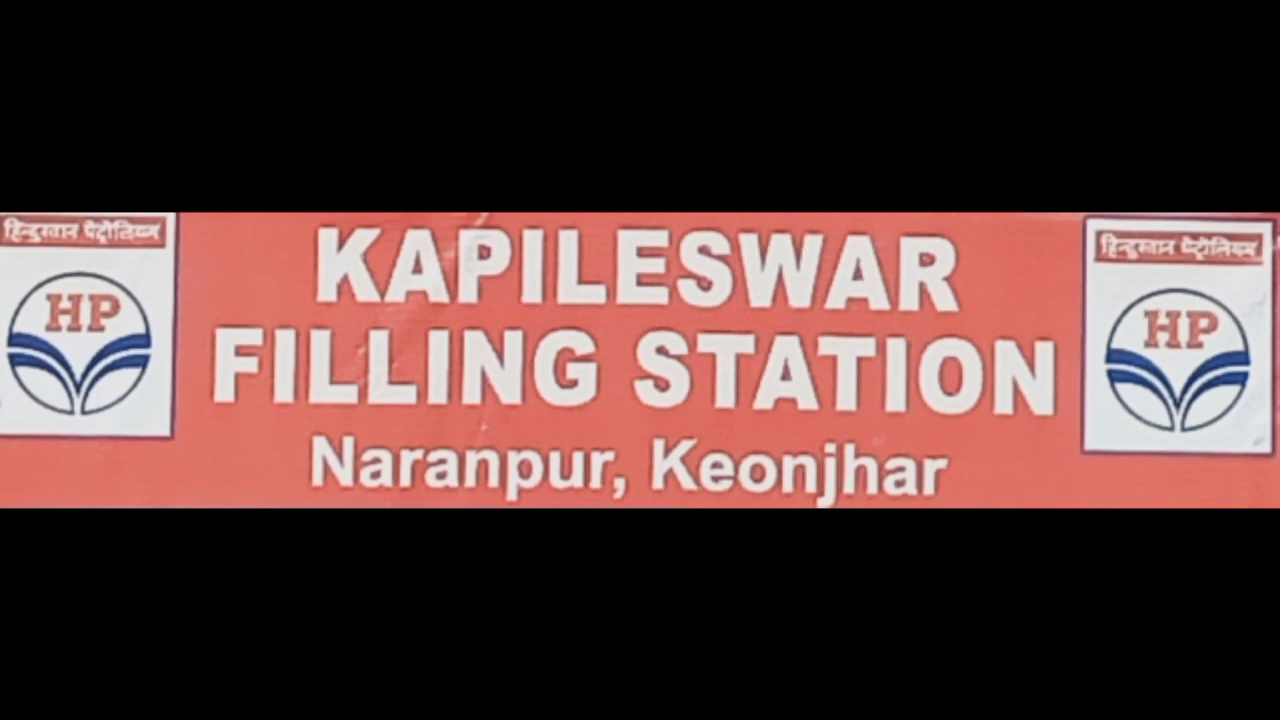 हिन्दुस्तान पेट्रोलियम
HP
KAPILESWAR
FILLING STATION
Naranpur, Keonjhar
हिन्दुस्तान पेट्रोलियम
HP